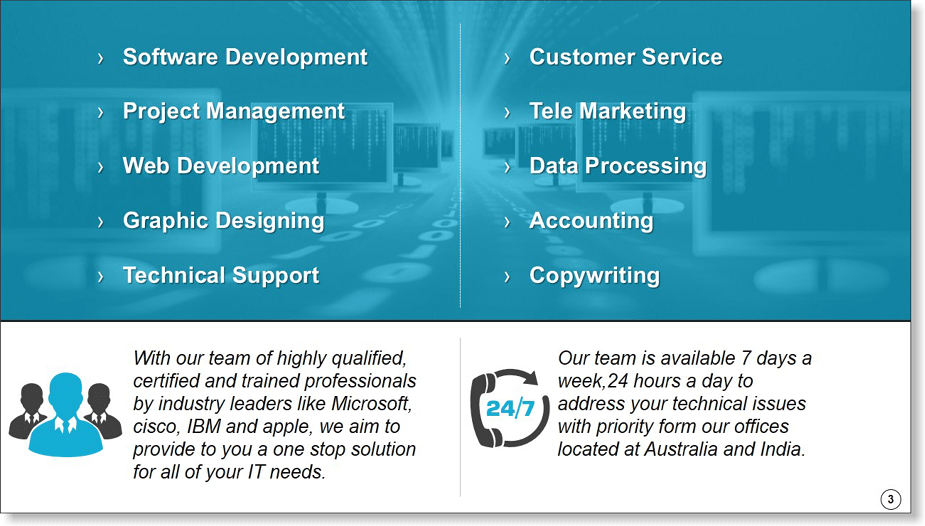 › Software Development
› Project Management
› Web Development
› Graphic Designing
› Technical Support
› Customer Service
› Tele Marketing
› Data Processing
› Accounting
› Copywriting
With our team of highly qualified,
certified and trained professionals
by industry leaders like Microsoft,
cisco, IBM and apple, we aim to
provide to you a one stop solution
for all of your IT needs.
24/7
Our team is available 7 days a
week,24 hours a day to
address your technical issues
with priority form our offices
located at Australia and India.
3